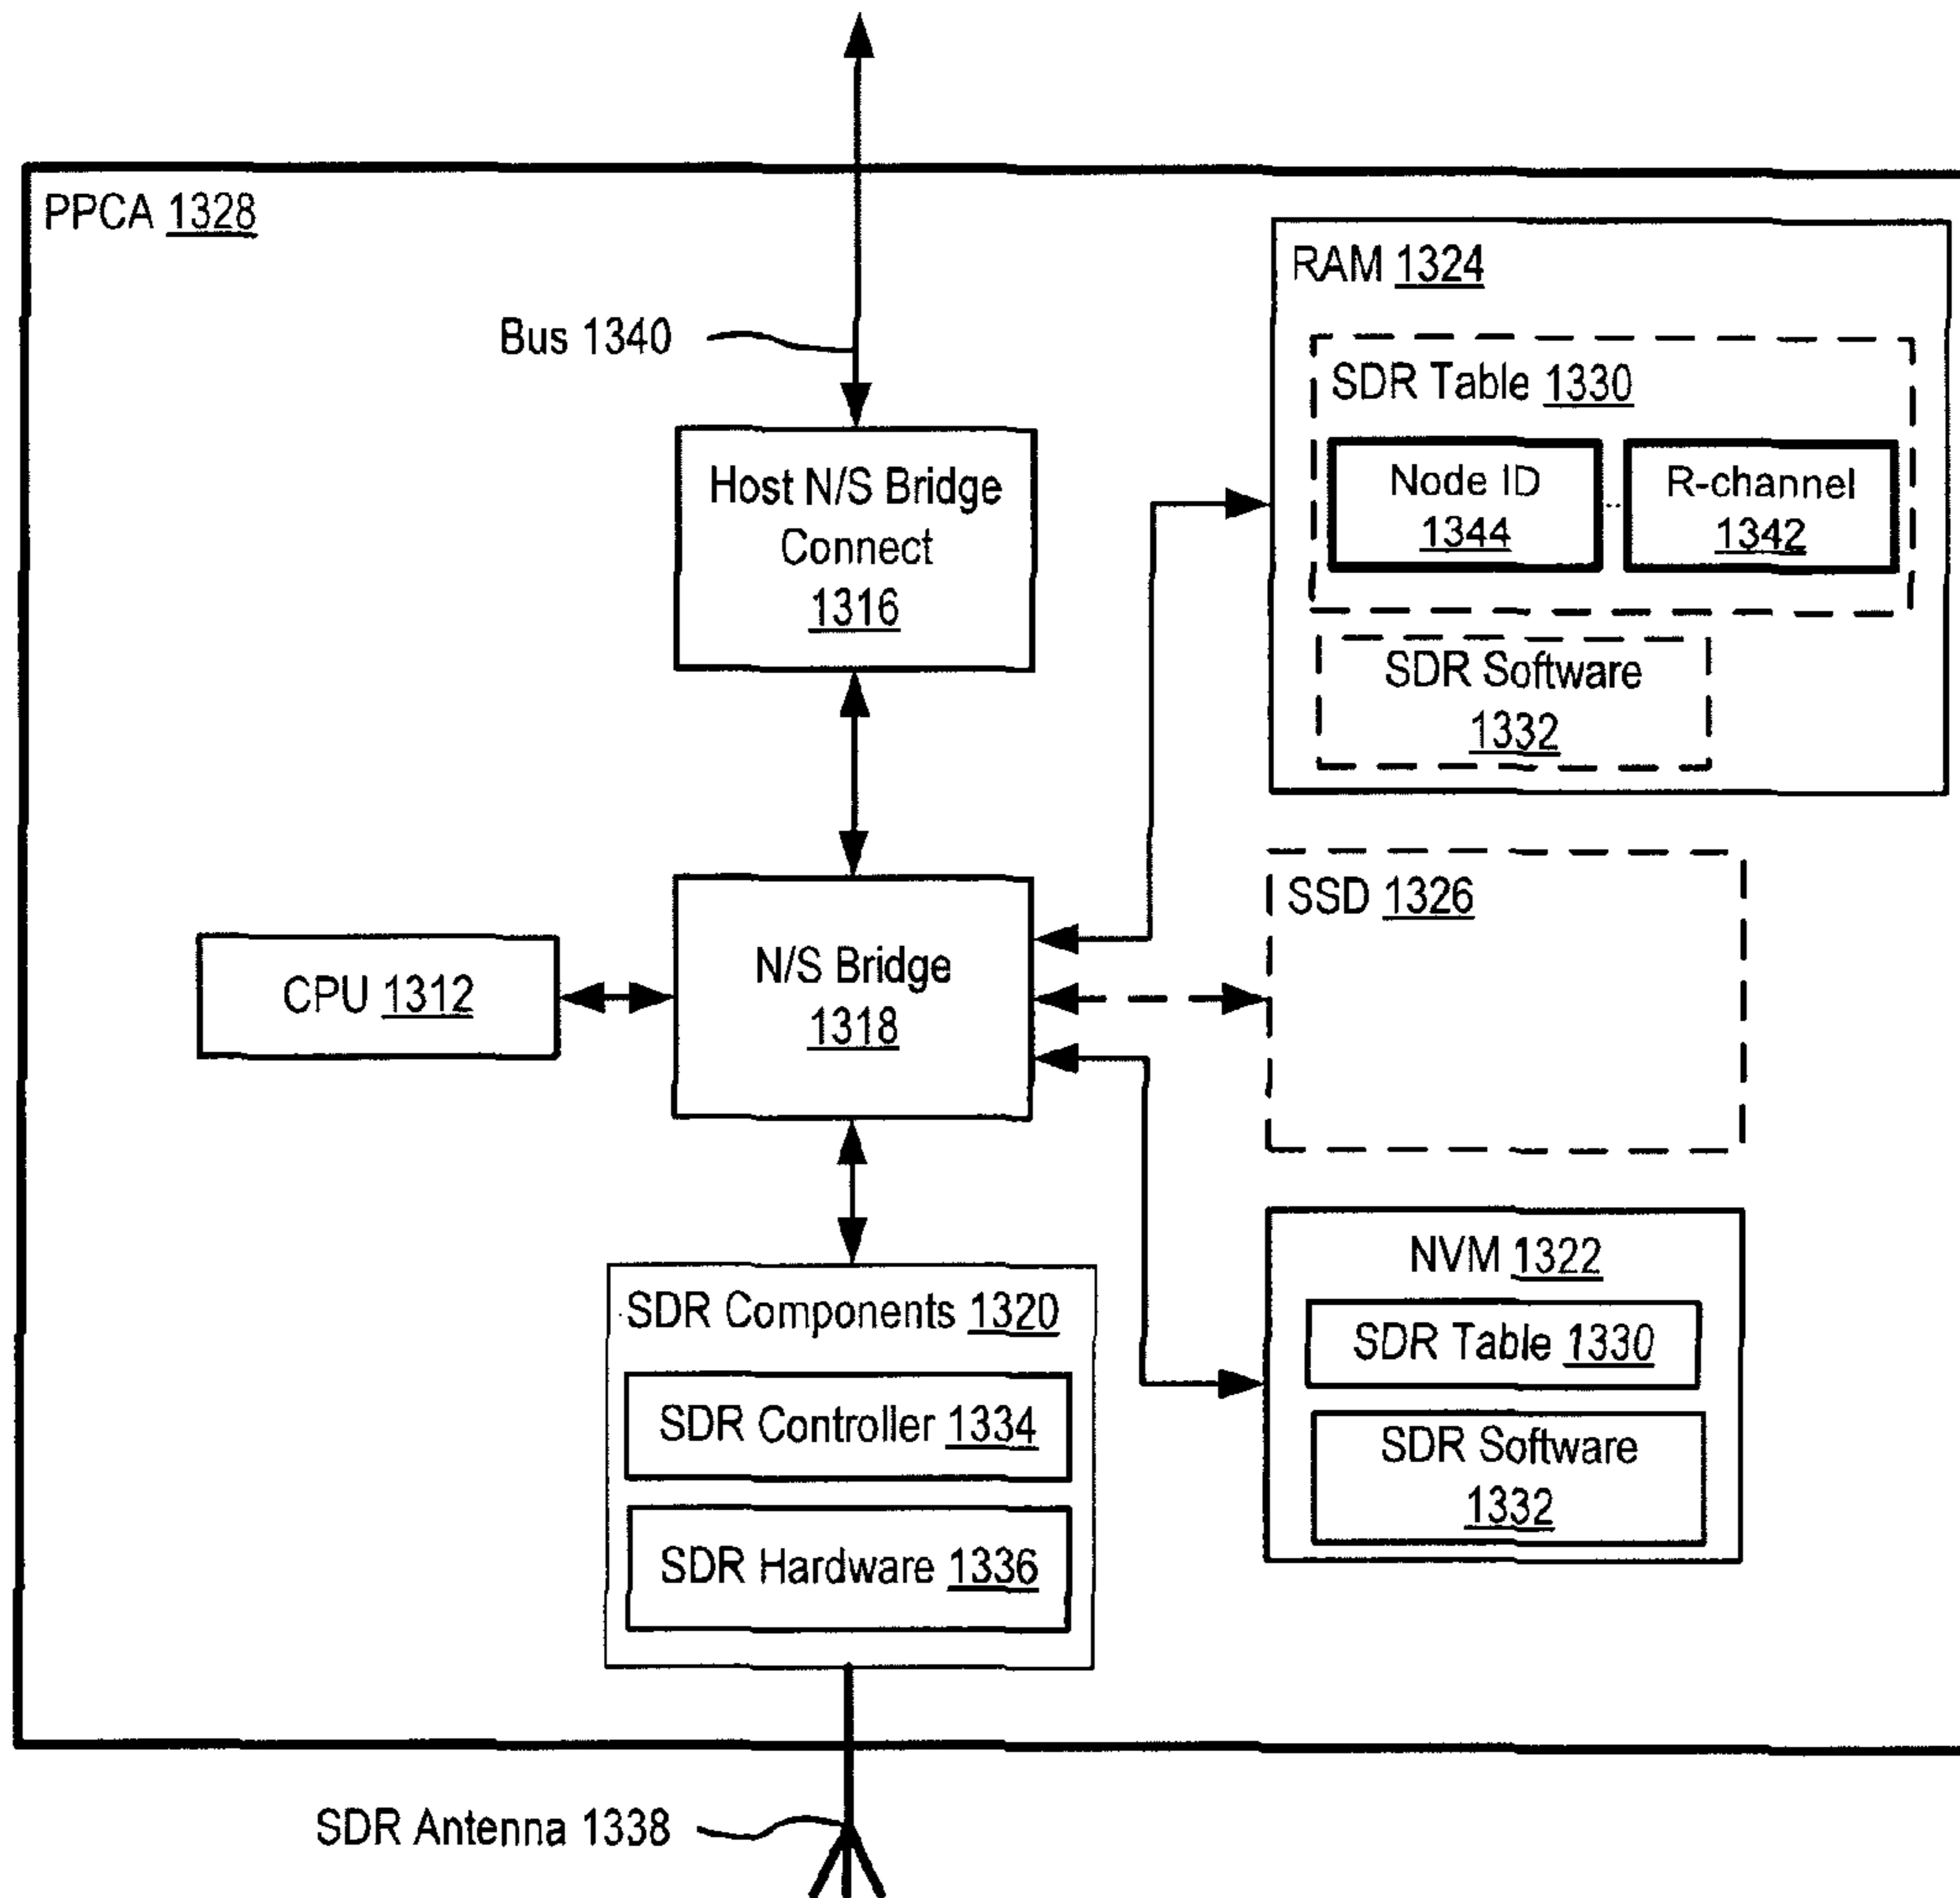 PPCA 1328
Bus 1340
Host N/S Bridge
Connect
1316
RAM 1324
SDR Table 1330
Node ID
1344
R-channel
1342
SDR Software
1332
CPU 1312
N/S Bridge
1318
SSD 1326
SDR Components 1320
SDR Controller 1334
SDR Hardware 1336
NVM 1322
SDR Table 1330
SDR Software
1332
SDR Antenna 1338